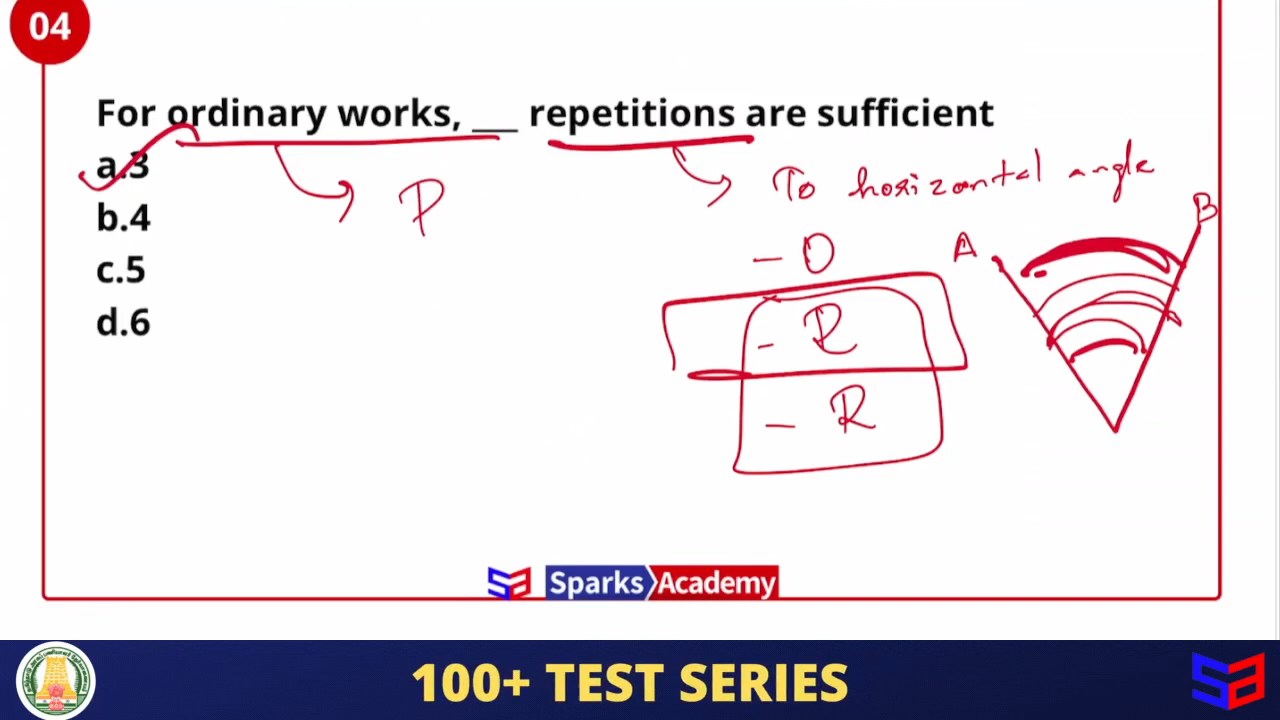 04
For ordinary works, ___ repetitions are sufficient
a.3
b.4
c.5
d.6
P
To horizontal angle
A
B
- O
- R
- R
Sparks Academy
100+ TEST SERIES